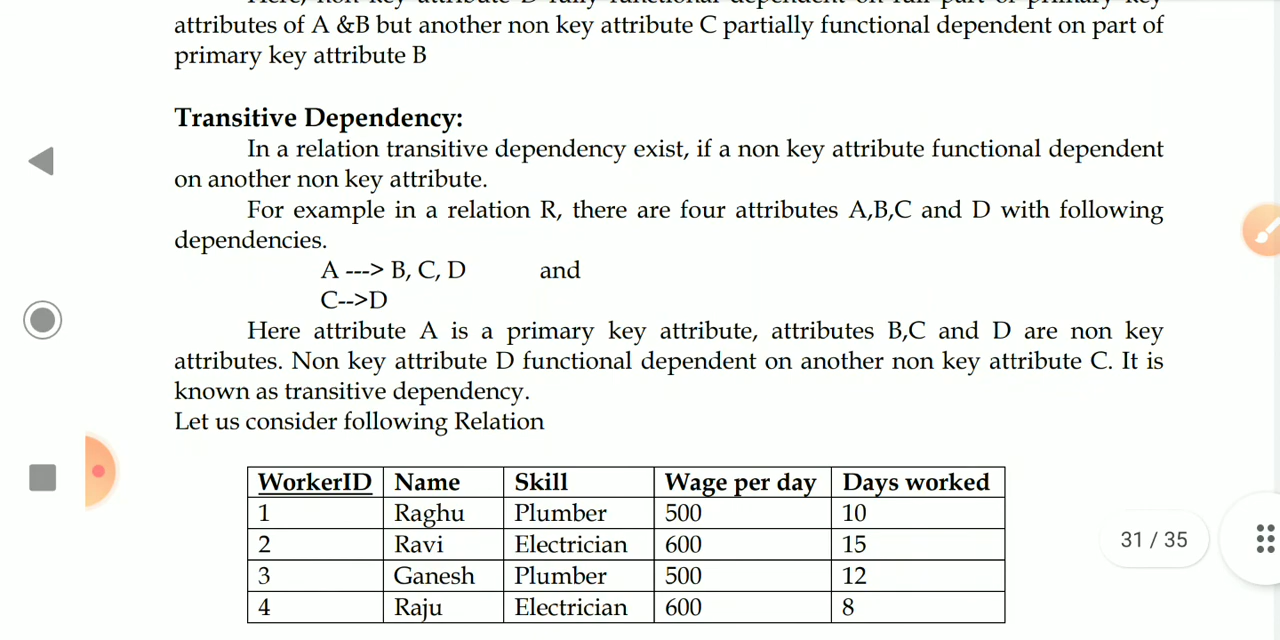 attributes of A &B but another non key attribute C partially functional dependent on part of
primary key attribute B
Transitive Dependency:
In a relation transitive dependency exist, if a non key attribute functional dependent
on another non key attribute.
For example in a relation R, there are four attributes A,B,C and D with following
dependencies.
A ---> B, C, D and
C-->D
Here attribute A is a primary key attribute, attributes B,C and D are non key
attributes. Non key attribute D functional dependent on another non key attribute C. It is
known as transitive dependency.
Let us consider following Relation
WorkerID Name Skill Wage per day Days worked
1 Raghu Plumber 500 10
2 Ravi Electrician 600 15
3 Ganesh Plumber 500 12
4 Raju Electrician 600 8
31 / 35